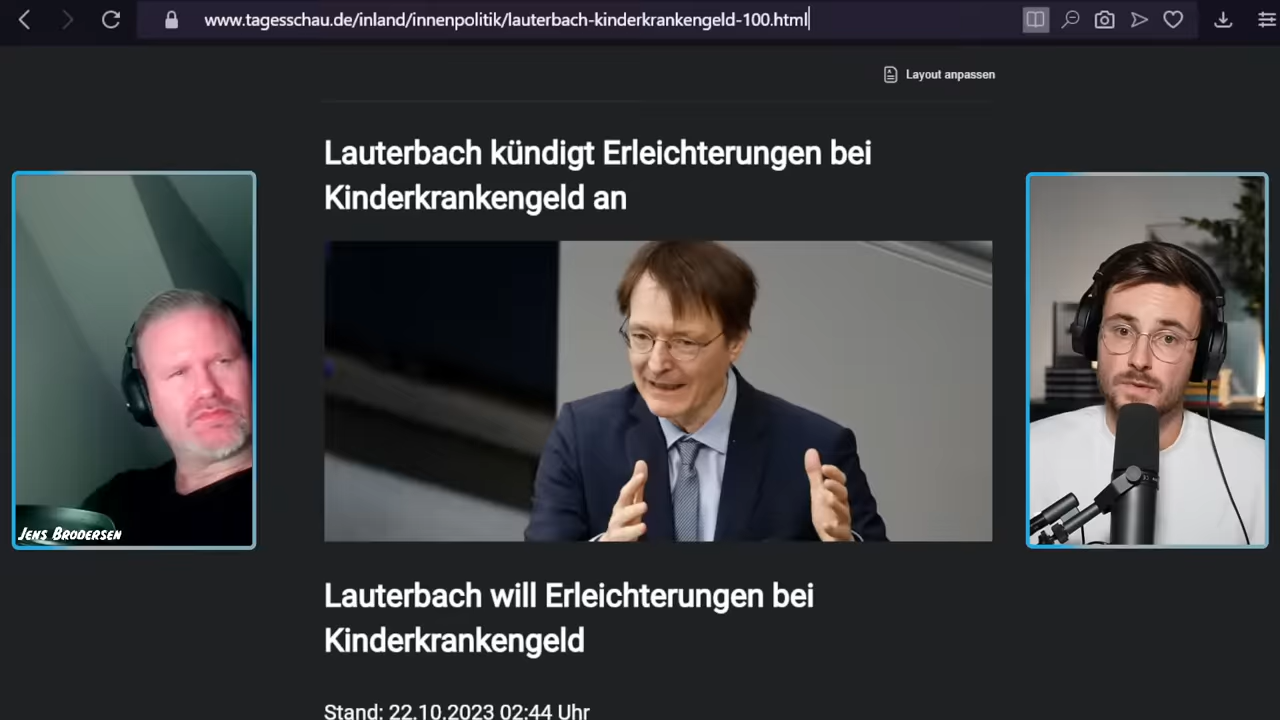 www.tagesschau.de/inland/innenpolitik/lauterbach-kinderkrankengeld-100.html
Layout anpassen
Lauterbach kündigt Erleichterungen bei
Kinderkrankengeld an
Jens Brodersen
Lauterbach will Erleichterungen bei
Kinderkrankengeld
Stand: 22.10.2023 02:44 Uhr